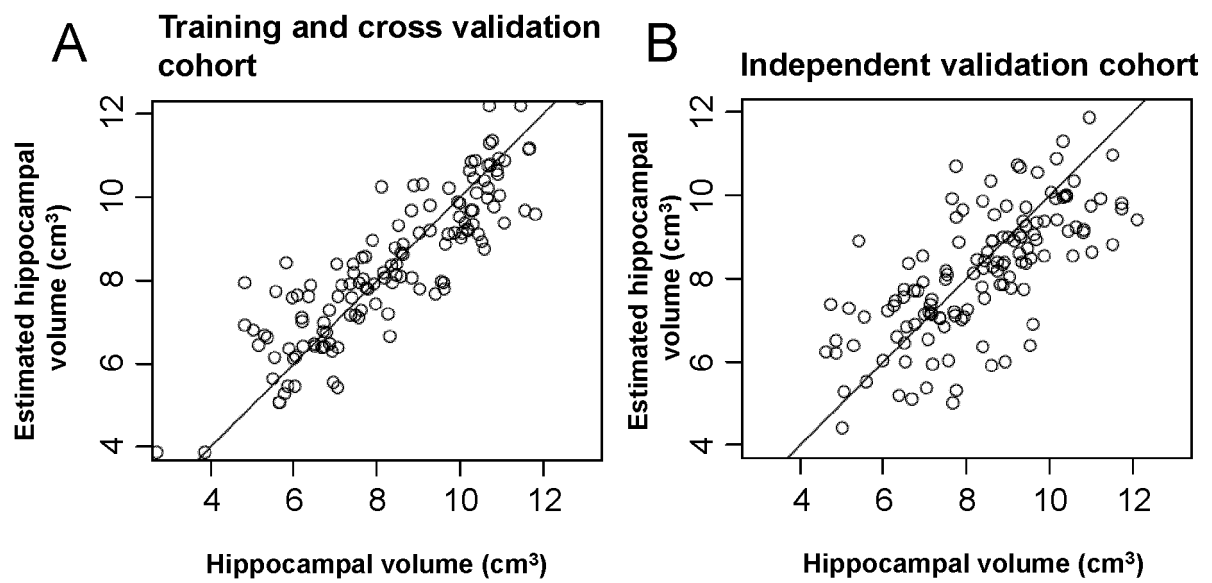 A
Training and cross validation
cohort
Estimated hippocampal
volume (cm³)
12
10
8
6
4
4 6 8 10 12
Hippocampal volume (cm³)
B
Independent validation cohort
Estimated hippocampal
volume (cm³)
12
10
8
6
4
4 6 8 10 12
Hippocampal volume (cm³)